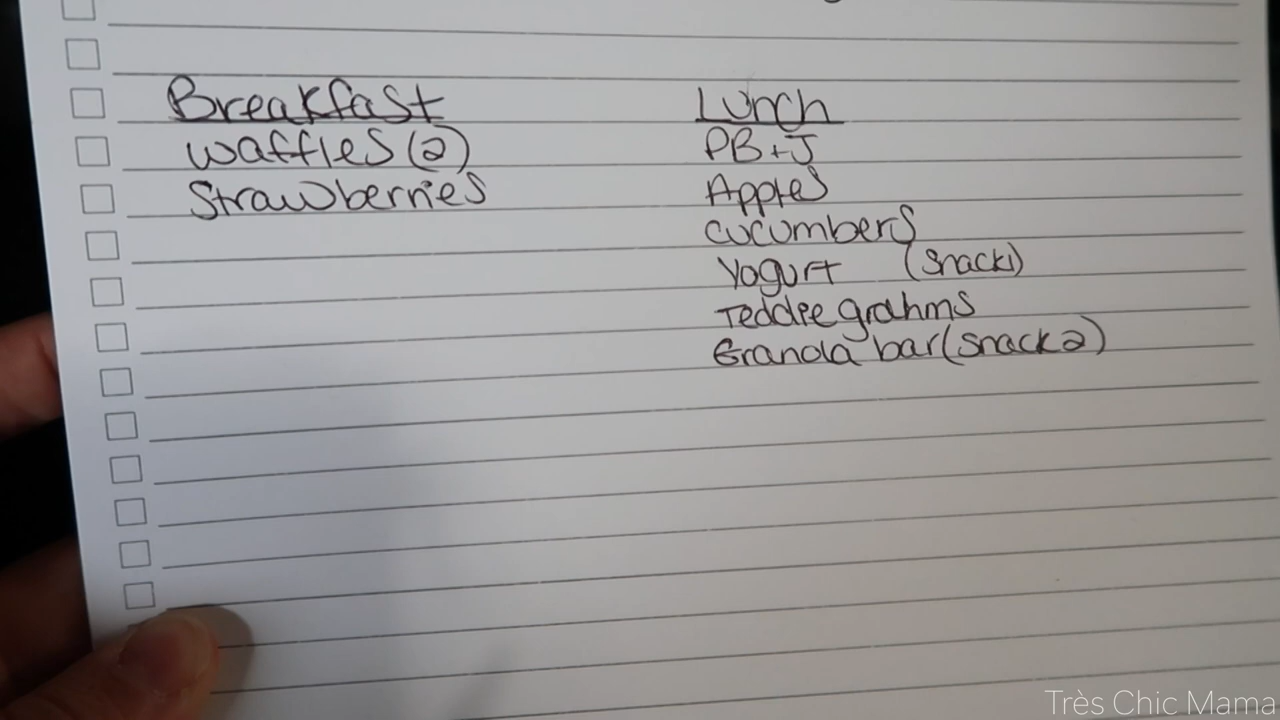 Breakfast
waffles (2)
Strawberries
Lunch
PB+J
Apples
cucumbers
Yogurt (snack1)
Teddie grahms
Granola bar (snack 2)
Très Chic Mama